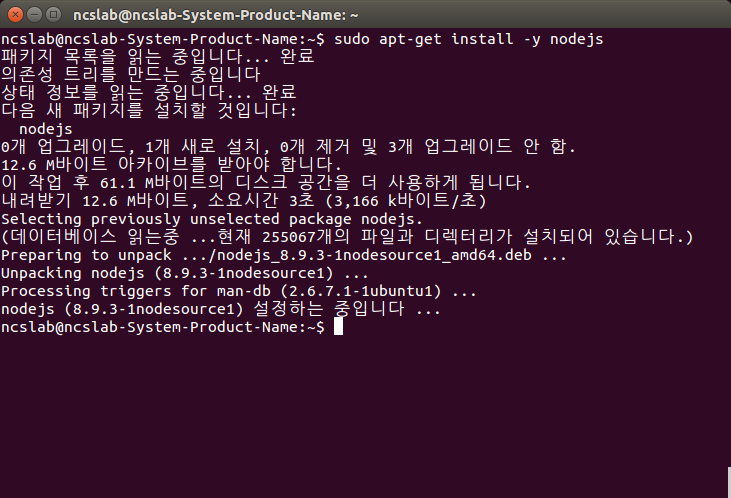 ncslab@ncslab-System-Product-Name: ~
ncslab@ncslab-System-Product-Name:~$ sudo apt-get install -y nodejs
패키지 목록을 읽는 중입니다... 완료
의존성 트리를 만드는 중입니다
상태 정보를 읽는 중입니다... 완료
다음 새 패키지를 설치할 것입니다:
  nodejs
0개 업그레이드, 1개 새로 설치, 0개 제거 및 3개 업그레이드 안 함.
12.6 M바이트 아카이브를 받아야 합니다.
이 작업 후 61.1 M바이트의 디스크 공간을 더 사용하게 됩니다.
내려받기 12.6 M바이트, 소요시간 3초 (3,166 k바이트/초)
Selecting previously unselected package nodejs.
(데이터베이스 읽는중 ...현재 255067개의 파일과 디렉터리가 설치되어 있습니다.)
Preparing to unpack .../nodejs_8.9.3-1nodesource1_amd64.deb ...
Unpacking nodejs (8.9.3-1nodesource1) ...
Processing triggers for man-db (2.6.7.1-1ubuntu1) ...
nodejs (8.9.3-1nodesource1) 설정하는 중입니다 ...
ncslab@ncslab-System-Product-Name:~$